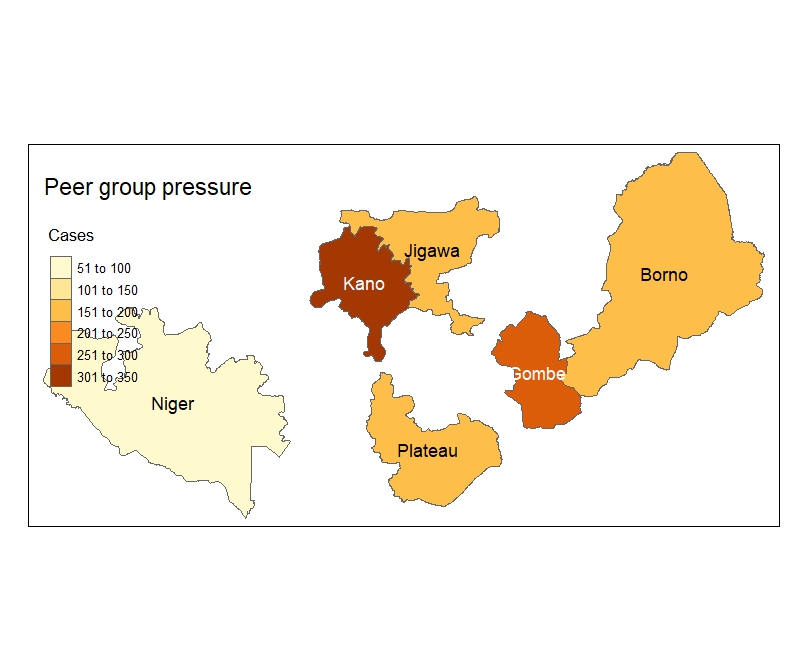 Peer group pressure
Cases
51 to 100
101 to 150
151 to 200
201 to 250
251 to 300
301 to 350
Jigawa
Kano
Borno
Gombe
Niger
Plateau